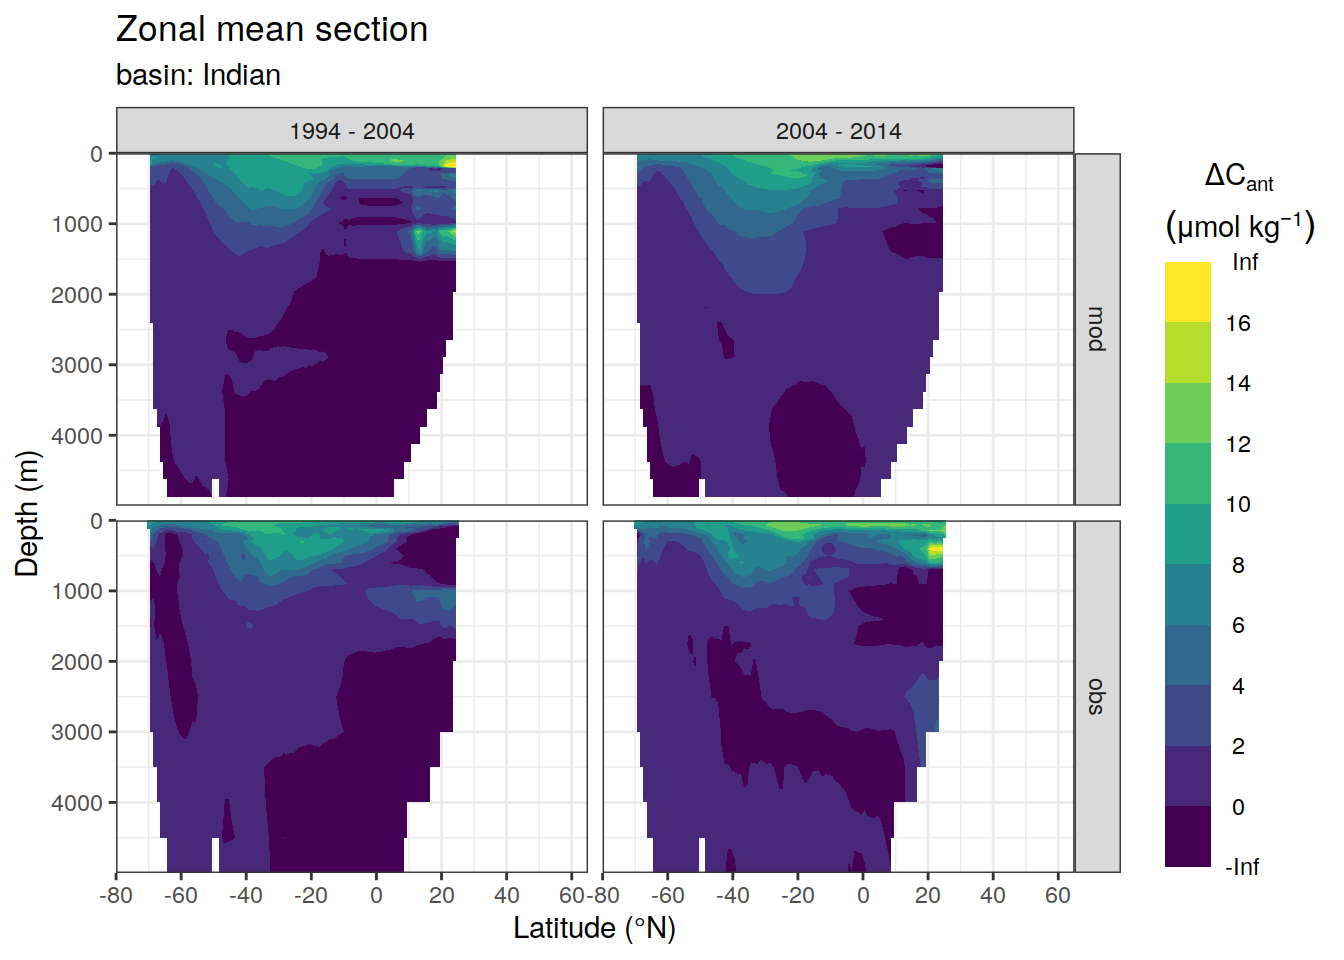 Zonal mean section
basin: Indian
1994 - 2004
2004 - 2014
0
1000
2000
3000
4000
mod
0
1000
2000
3000
4000
obs
-80 -60 -40 -20 0 20 40 60
-80 -60 -40 -20 0 20 40 60
Latitude (°N)
Depth (m)
ΔCant
(μmol kg⁻¹)
Inf
16
14
12
10
8
6
4
2
0
-Inf